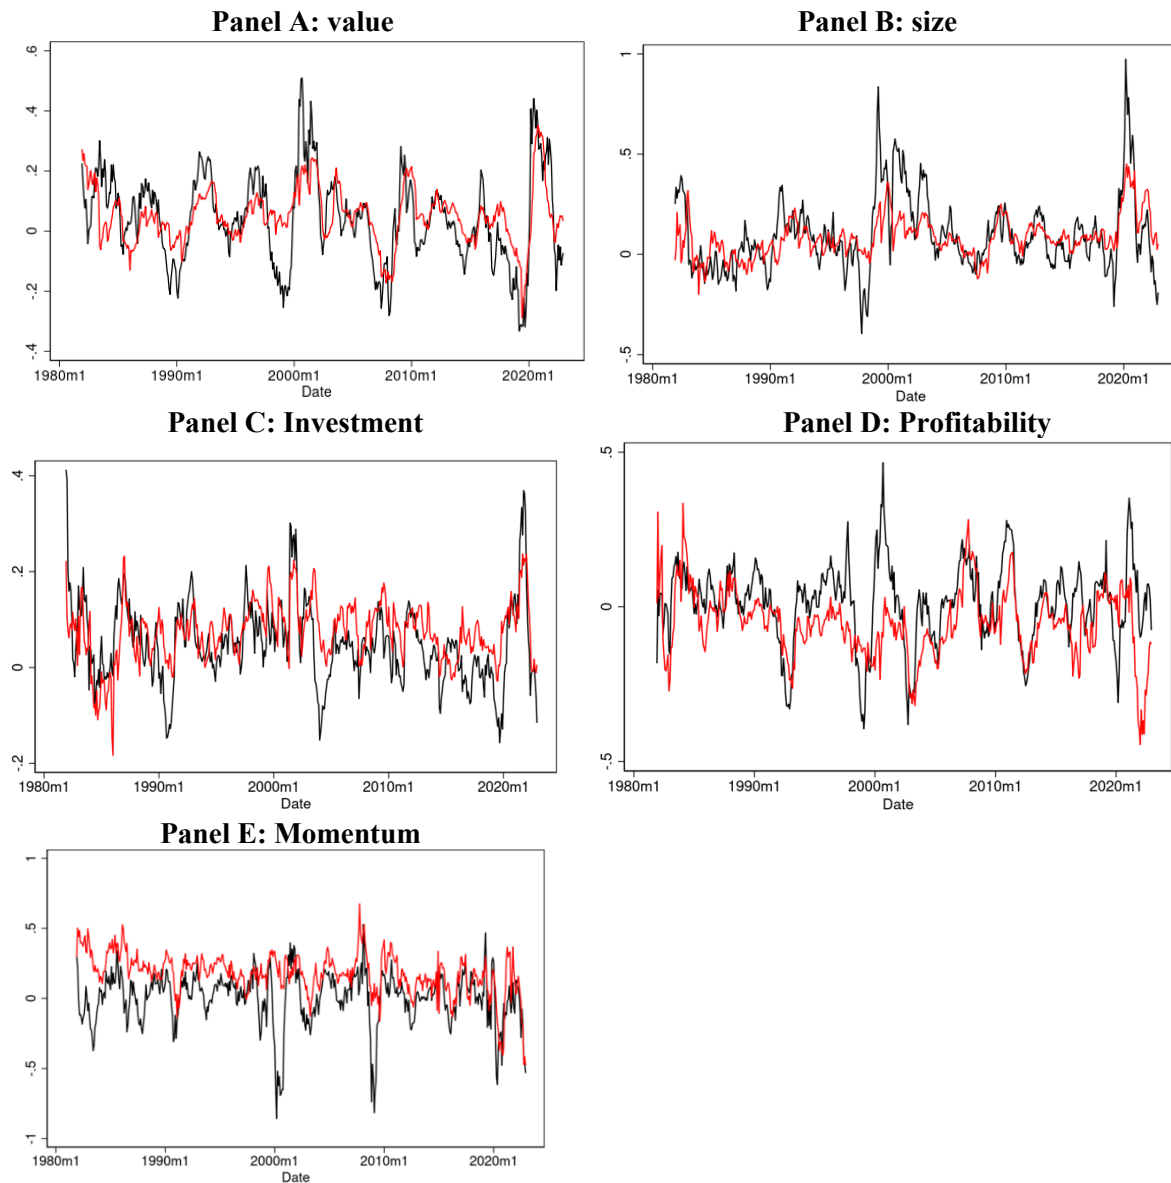 Panel A: value
.6
.4
.2
0
-.2
-.4
1980m1 1990m1 2000m1 2010m1 2020m1
Date
Panel B: size
1
.5
0
-.5
1980m1 1990m1 2000m1 2010m1 2020m1
Date
Panel C: Investment
.4
.2
0
-.2
1980m1 1990m1 2000m1 2010m1 2020m1
Date
Panel D: Profitability
.5
0
-.5
1980m1 1990m1 2000m1 2010m1 2020m1
Date
Panel E: Momentum
1
.5
0
-.5
-1
1980m1 1990m1 2000m1 2010m1 2020m1
Date